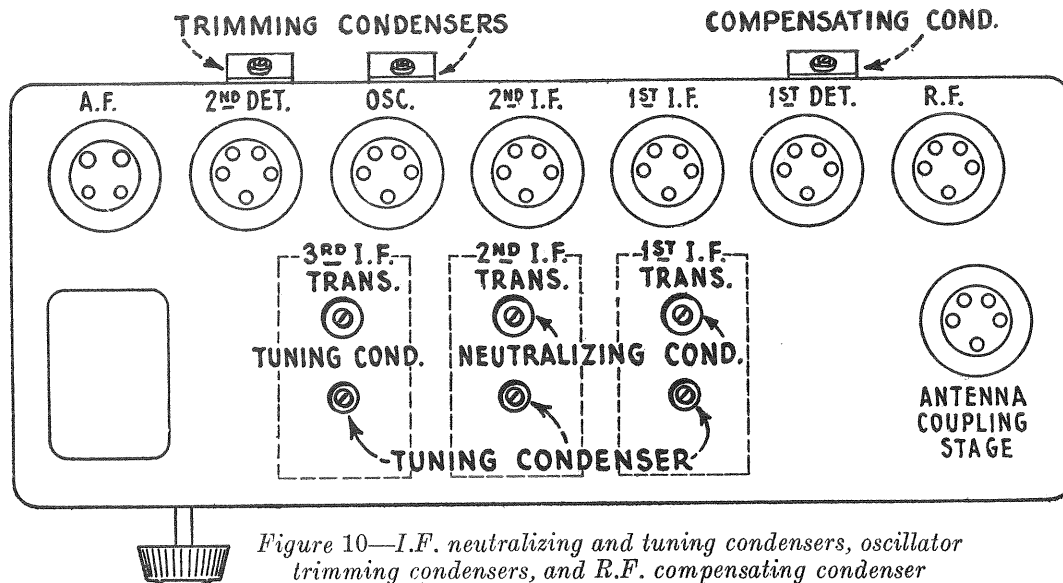 TRIMMING CONDENSERS
COMPENSATING COND.
A.F.
2ND DET.
OSC.
2ND I.F.
1ST I.F.
1ST DET.
R.F.
3RD I.F.
TRANS.
2ND I.F.
TRANS.
1ST I.F.
TRANS.
TUNING COND.
NEUTRALIZING COND.
TUNING CONDENSER
ANTENNA
COUPLING
STAGE
Figure 10—I.F. neutralizing and tuning condensers, oscillator
trimming condensers, and R.F. compensating condenser